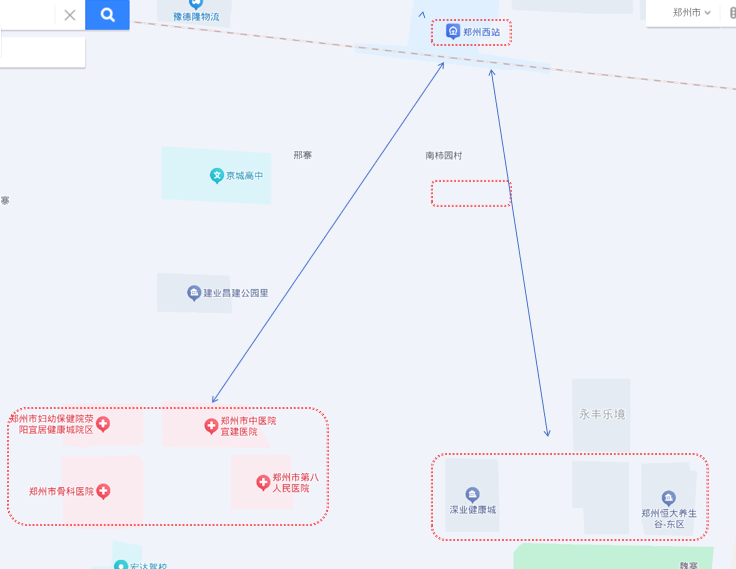 豫德隆物流
郑州西站
郑州市
邢寨
南柿园村
京城高中
寨
建业昌建公园里
永丰乐境
郑州市妇幼保健院荥
阳宜居健康城院区
郑州市中医院
宜建医院
郑州市骨科医院
郑州市第八
人民医院
深业健康城
郑州恒大养生
谷-东区
宏达驾校
魏寨